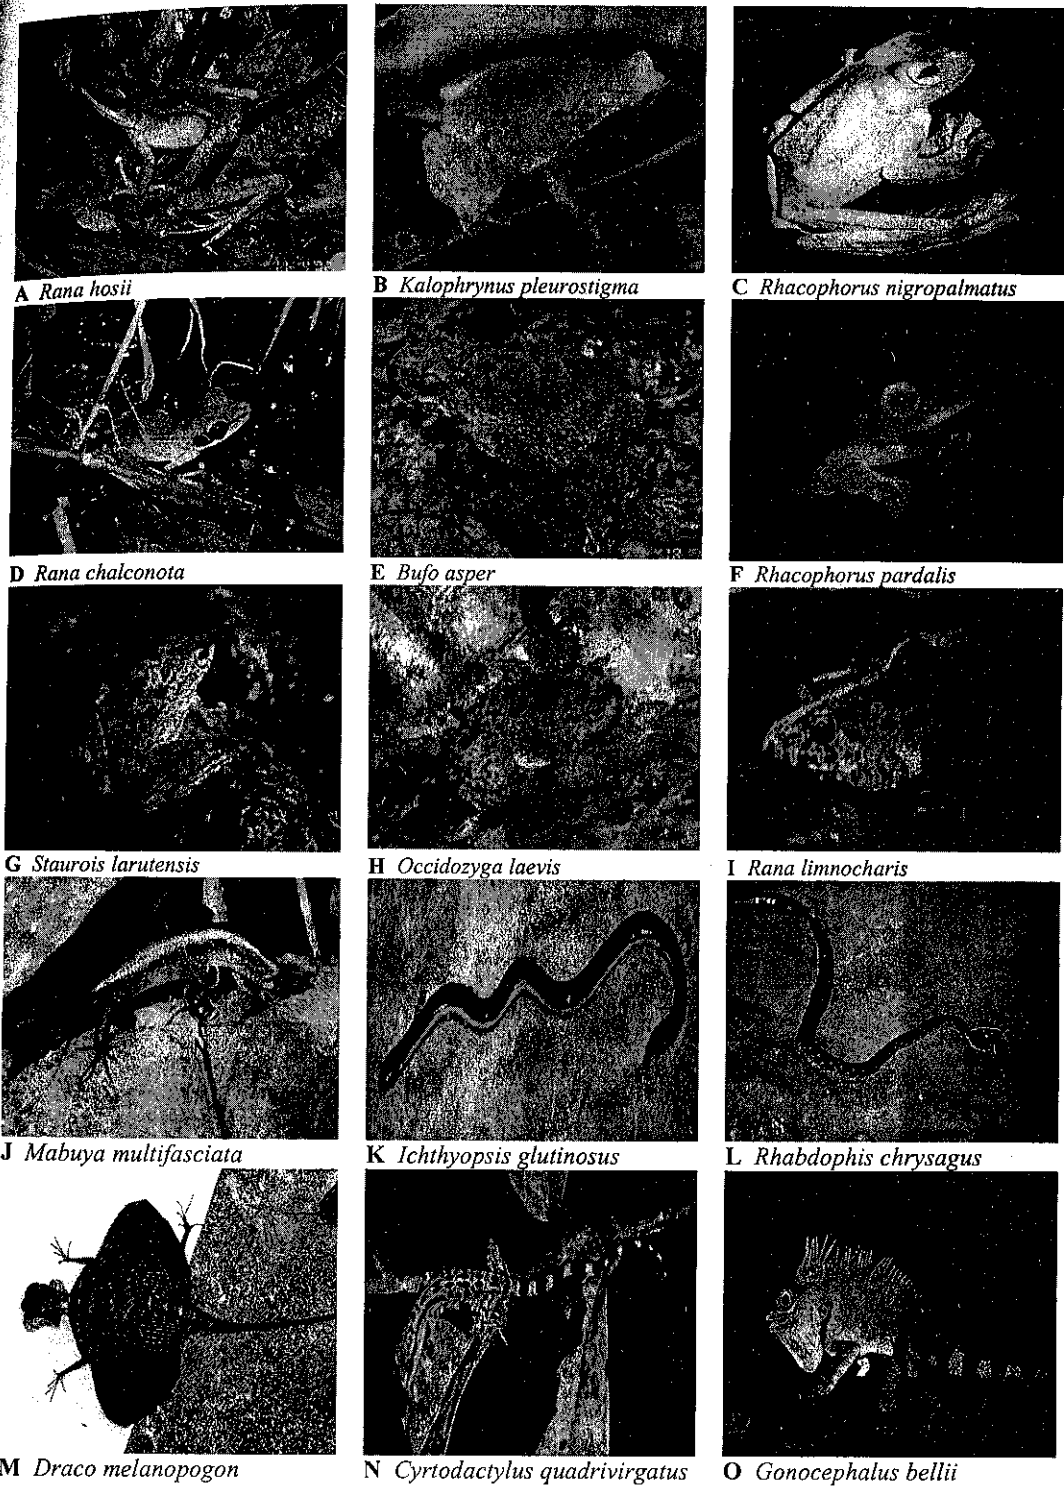 A Rana hosii
B Kalophrynus pleurostigma
C Rhacophorus nigropalmatus
D Rana chalconota
E Bufo asper
F Rhacophorus pardalis
G Staurois larutensis
H Occidozyga laevis
I Rana limnocharis
J Mabuya multifasciata
K Ichthyopsis glutinosus
L Rhabdophis chrysagus
M Draco melanopogon
N Cyrtodactylus quadrivirgatus
O Gonocephalus bellii